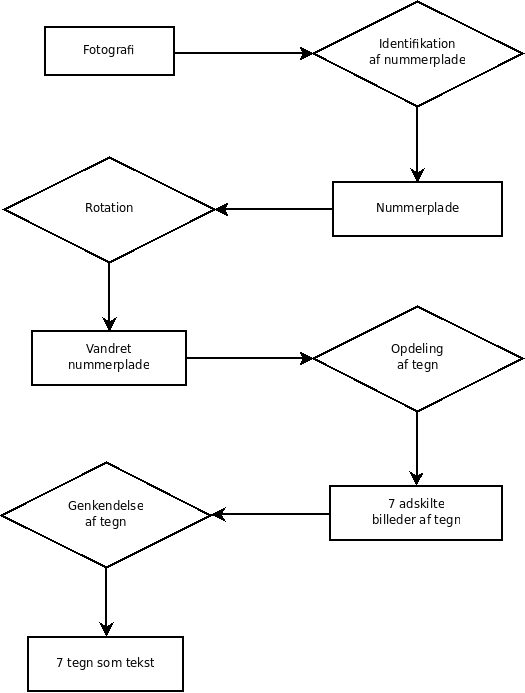 Fotografi
Identifikation
af nummerplade
Nummerplade
Rotation
Vandret
nummerplade
Opdeling
af tegn
7 adskilte
billeder af tegn
Genkendelse
af tegn
7 tegn som tekst